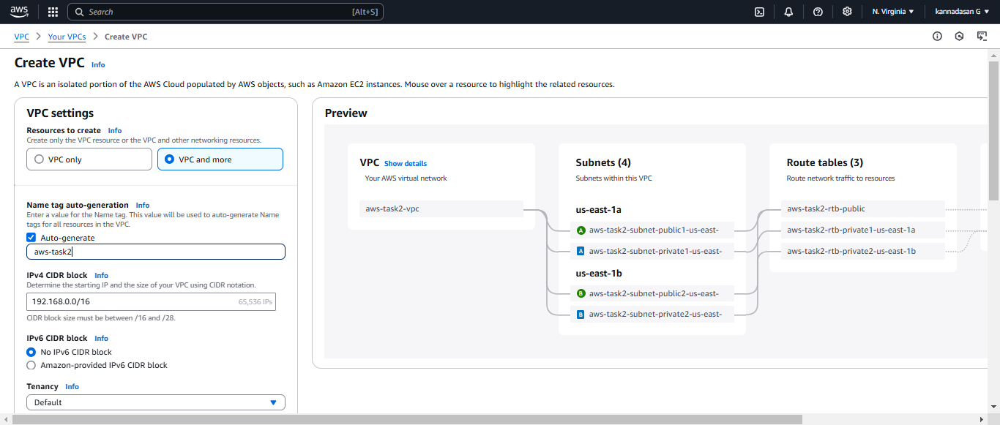 aws
Search
[Alt+S]
N. Virginia
kannadasan G
VPC
Your VPCs
Create VPC
Create VPC
Info
A VPC is an isolated portion of the AWS Cloud populated by AWS objects, such as Amazon EC2 instances. Mouse over a resource to highlight the related resources.
VPC settings
Resources to create Info
Create only the VPC resource or the VPC and other networking resources.
VPC only
VPC and more
Name tag auto-generation Info
Enter a value for the Name tag. This value will be used to auto-generate Name
tags for all resources in the VPC.
Auto-generate
aws-task2
IPv4 CIDR block Info
Determine the starting IP and the size of your VPC using CIDR notation.
192.168.0.0/16
65,536 IPs
CIDR block size must be between /16 and /28.
IPv6 CIDR block Info
No IPv6 CIDR block
Amazon-provided IPv6 CIDR block
Tenancy Info
Default
Preview
VPC Show details
Your AWS virtual network
aws-task2-vpc
Subnets (4)
Subnets within this VPC
us-east-1a
A aws-task2-subnet-public1-us-east-
A aws-task2-subnet-private1-us-east-
us-east-1b
B aws-task2-subnet-public2-us-east-
B aws-task2-subnet-private2-us-east-
Route tables (3)
Route network traffic to resources
aws-task2-rtb-public
aws-task2-rtb-private1-us-east-1a
aws-task2-rtb-private2-us-east-1b